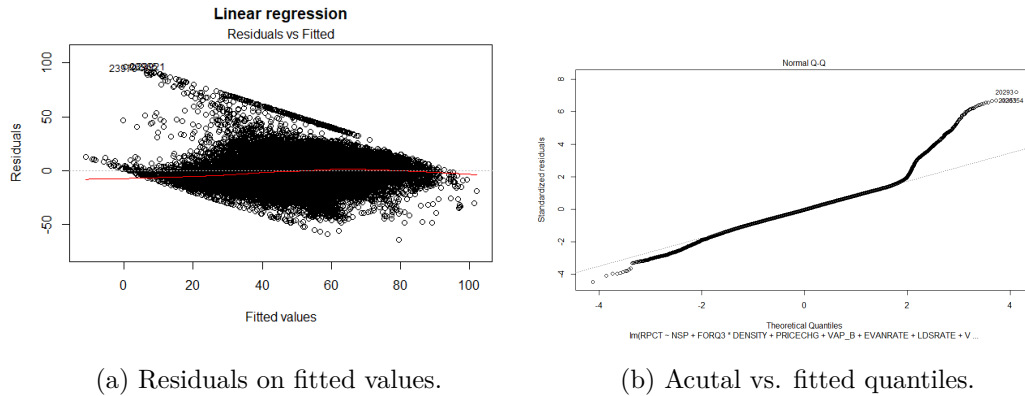 Linear regression
Residuals vs Fitted
Residuals
100
50
0
-50
0
20
40
60
80
100
Fitted values
(a) Residuals on fitted values.
Normal Q-Q
Standardized residuals
8
6
4
2
0
-2
-4
20293
-2
0
2
4
Theoretical Quantiles
lm(RPCT ~ NSP + FORQ3 * DENSITY + PRICECHG + VAP_B + EVANRATE + LDSRATE + V ...
(b) Acutal vs. fitted quantiles.